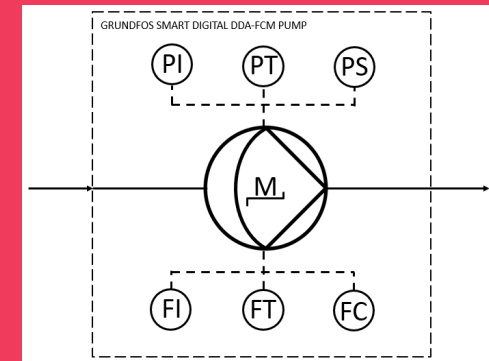 GRUNDFOS SMART DIGITAL DDA-FCM PUMP
PI PT PS
M
FI FT FC